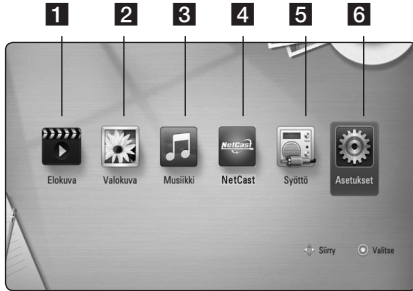 1 2 3 4 5 6
NetCast
Elokuva Valokuva Musiikki NetCast Syöttö Asetukset
Siirry Valitse